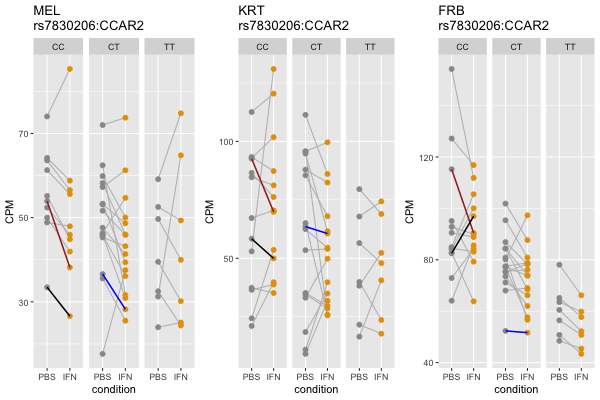 MEL
rs7830206:CCAR2
CC CT TT
CPM
70
50
30
PBS IFN PBS IFN PBS IFN
condition
KRT
rs7830206:CCAR2
CC CT TT
CPM
100
50
PBS IFN PBS IFN PBS IFN
condition
FRB
rs7830206:CCAR2
CC CT TT
CPM
120
80
40
PBS IFN PBS IFN PBS IFN
condition